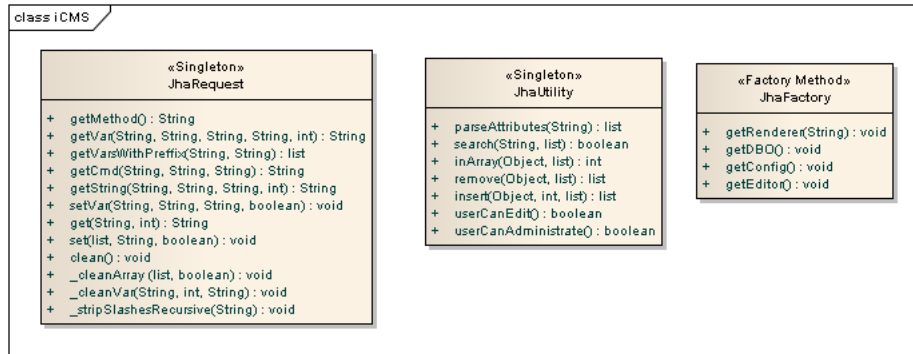 class iCMS
«Singleton»
JhaRequest
+ getMethod() : String
+ getVar(String, String, String, String, int) : String
+ getVarsWithPreffix(String, String) : list
+ getCmd(String, String, String) : String
+ getString(String, String, String, int) : String
+ setVar(String, String, String, boolean) : void
+ get(String, int) : String
+ set(list, String, boolean) : void
+ clean() : void
+ _cleanArray (list, boolean) : void
+ _cleanVar(String, int, String) : void
+ _stripSlashesRecursive(String) : void
«Singleton»
JhaUtility
+ parseAttributes(String) : list
+ search(String, list) : boolean
+ inArray(Object, list) : int
+ remove(Object, list) : list
+ insert(Object, int, list) : list
+ userCanEdit() : boolean
+ userCanAdministrate() : boolean
«Factory Method»
JhaFactory
+ getRenderer(String) : void
+ getDBO() : void
+ getConfig() : void
+ getEditor() : void